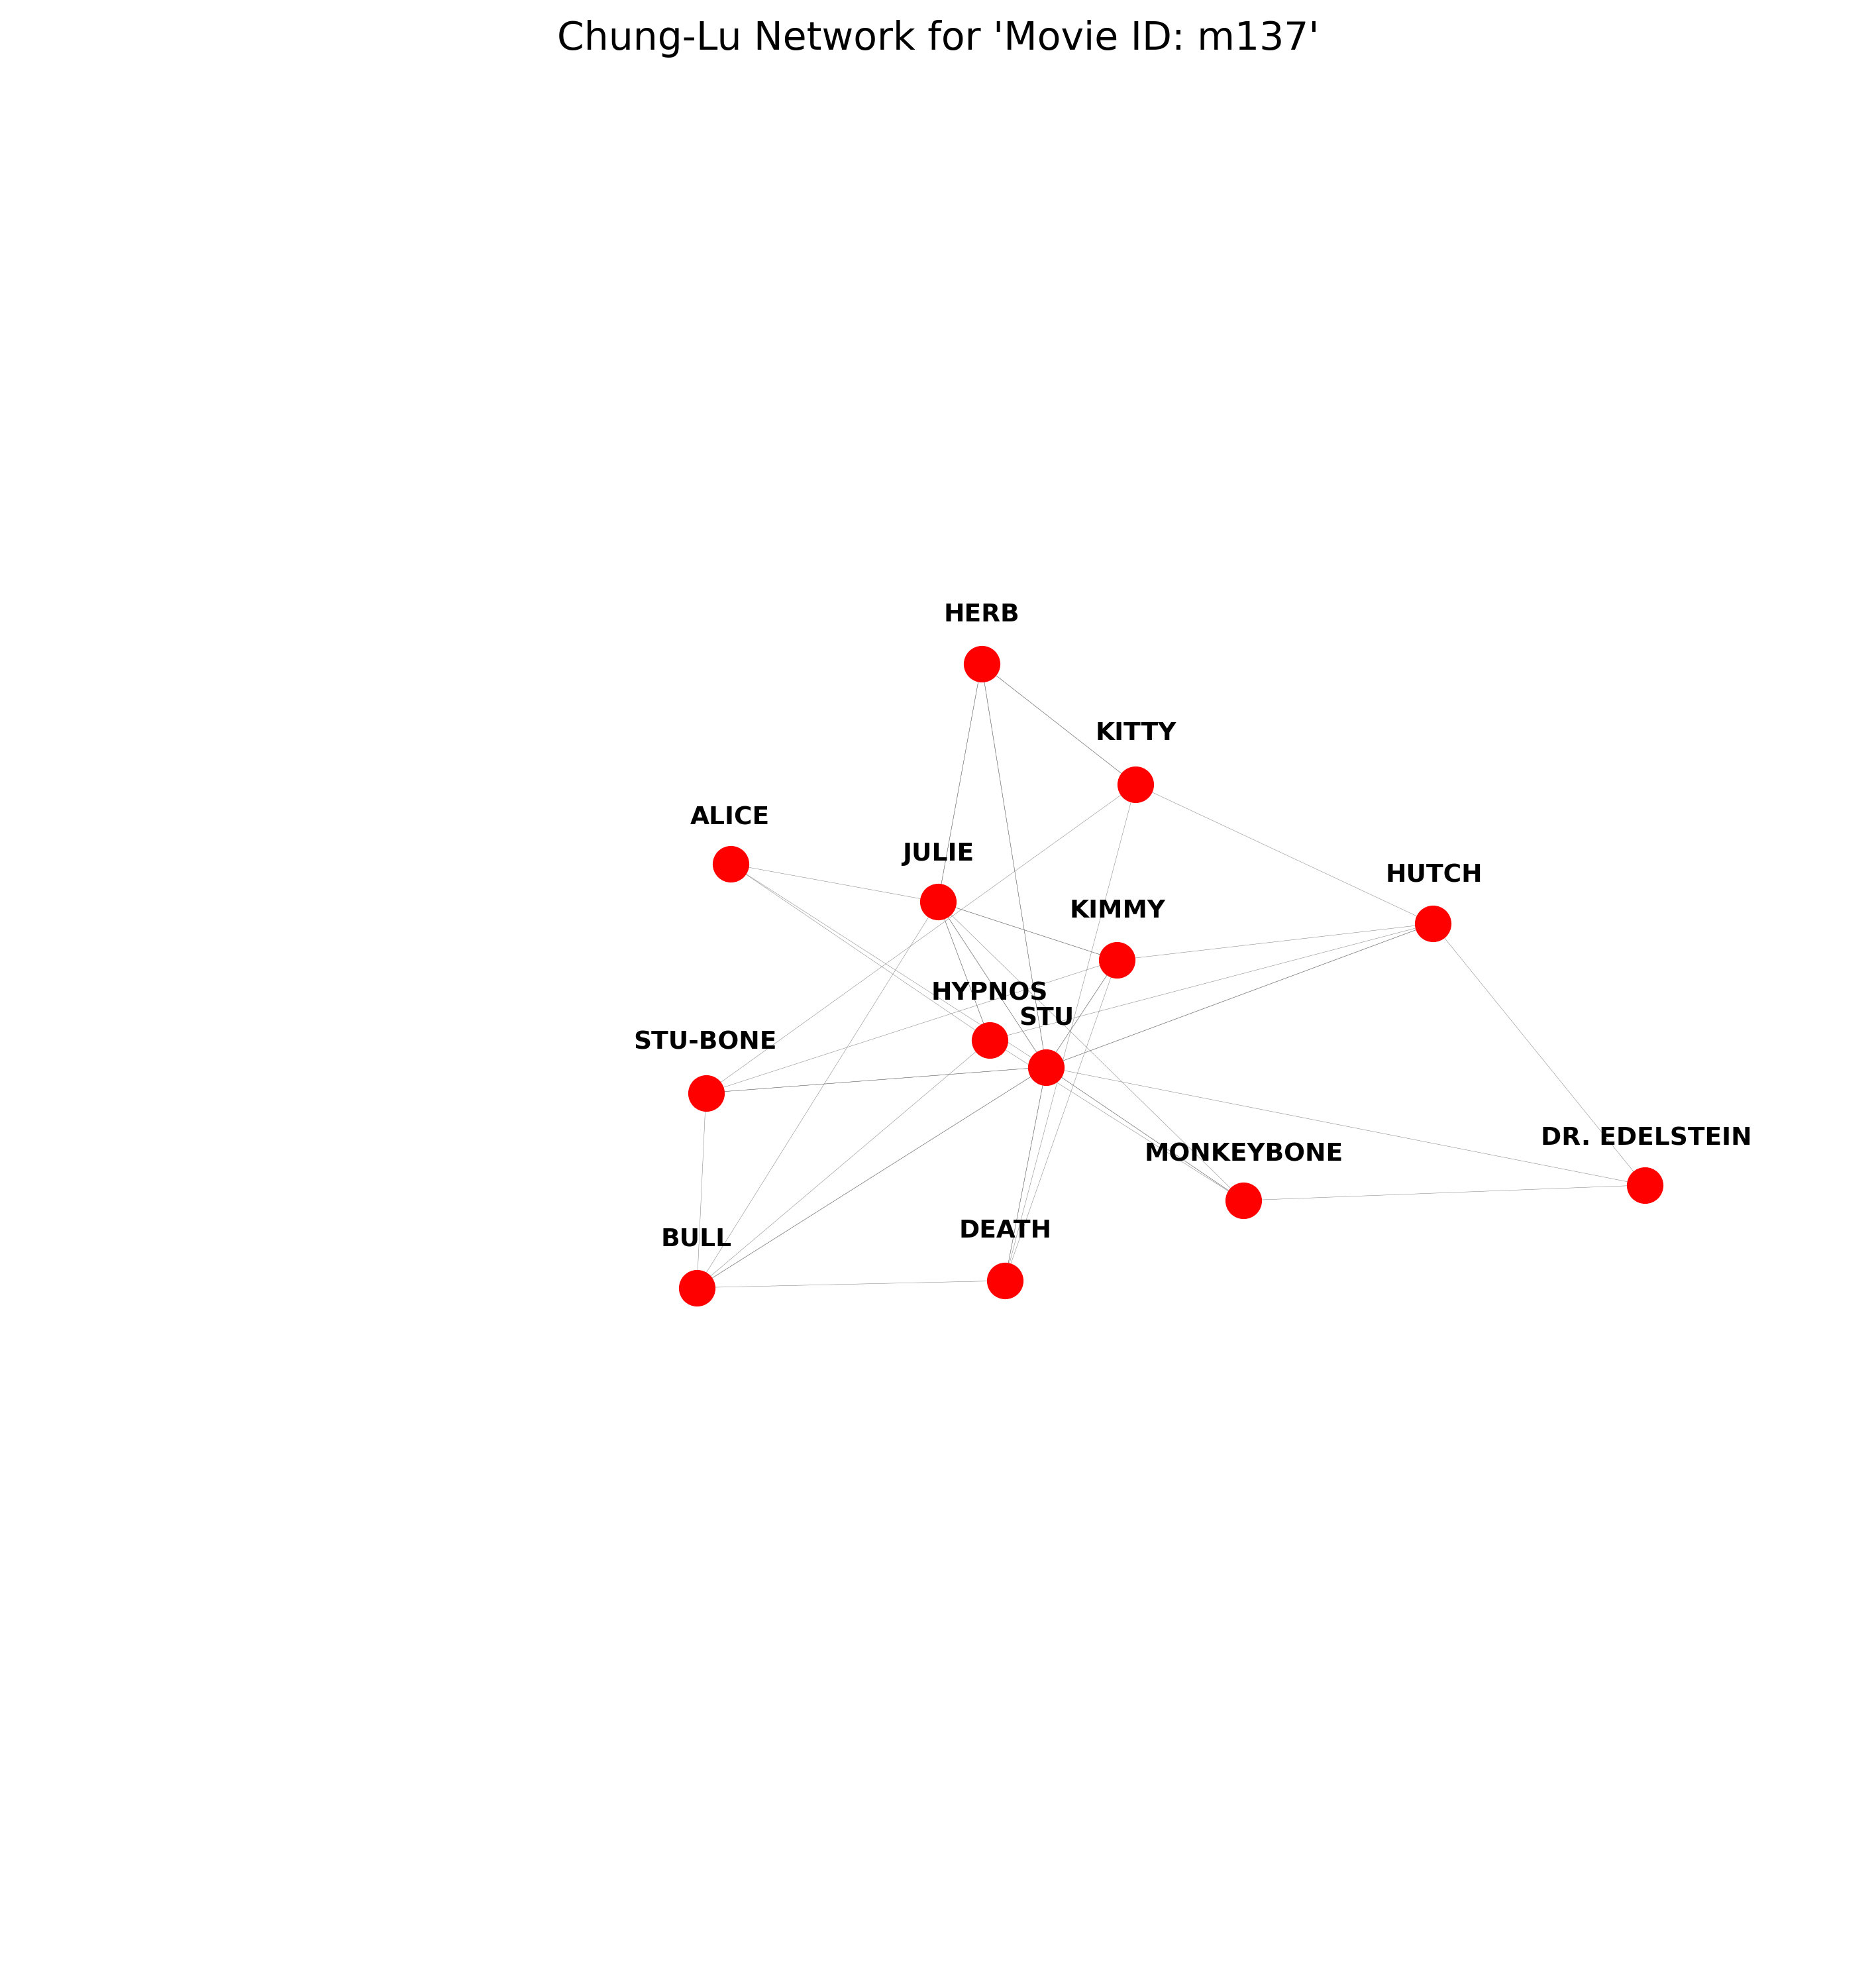 Chung-Lu Network for 'Movie ID: m137'
HERB
KITTY
ALICE
JULIE
HUTCH
KIMMY
HYPNOS
STU
STU-BONE
DR. EDELSTEIN
MONKEYBONE
DEATH
BULL